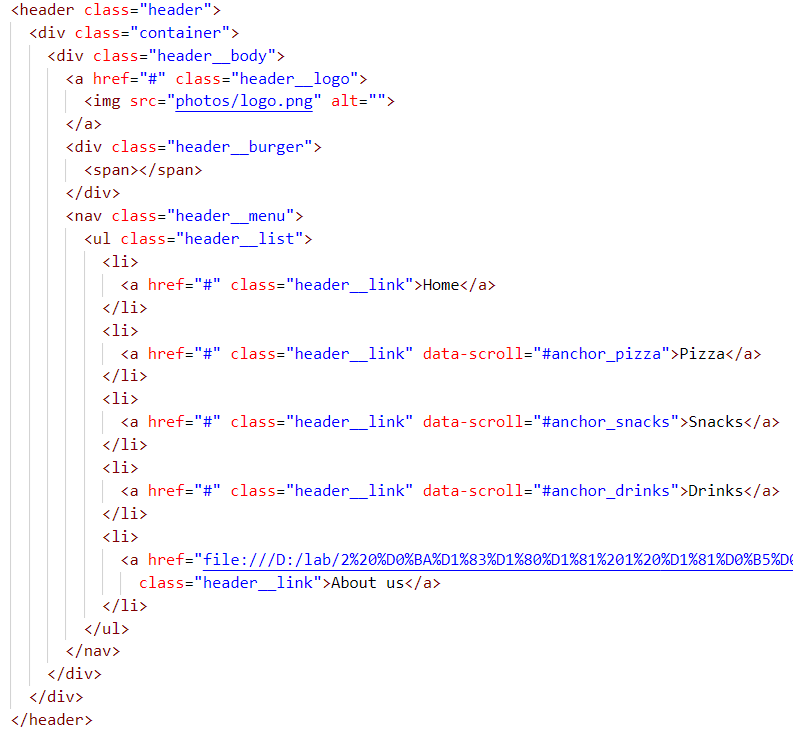 <header class="header">
<div class="container">
<div class="header__body">
<a href="#" class="header__logo">
<img src="photos/logo.png" alt="">
</a>
<div class="header__burger">
<span></span>
</div>
<nav class="header__menu">
<ul class="header__list">
<li>
<a href="#" class="header__link">Home</a>
</li>
<li>
<a href="#" class="header__link" data-scroll="#anchor_pizza">Pizza</a>
</li>
<li>
<a href="#" class="header__link" data-scroll="#anchor_snacks">Snacks</a>
</li>
<li>
<a href="#" class="header__link" data-scroll="#anchor_drinks">Drinks</a>
</li>
<li>
<a href="file:///D:/lab/2%20%D0%BA%D1%83%D1%80%D1%81%201%20%D1%81%D0%B5%D0
class="header__link">About us</a>
</li>
</ul>
</nav>
</div>
</div>
</header>